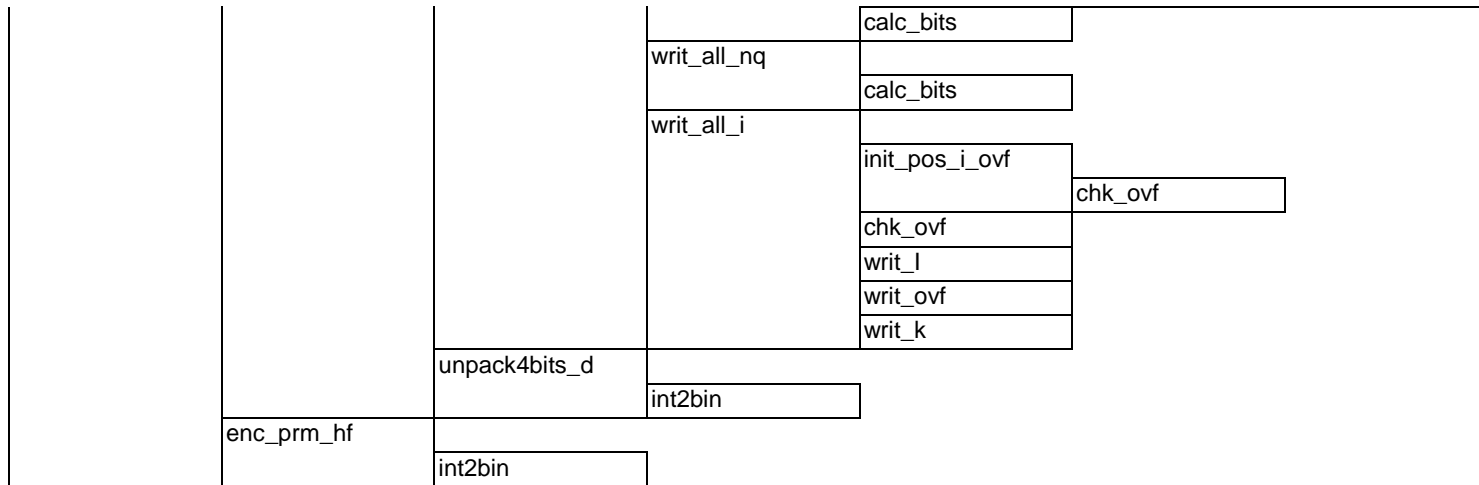 calc_bits
writ_all_nq
calc_bits
writ_all_i
init_pos_i_ovf
chk_ovf
chk_ovf
writ_I
writ_ovf
writ_k
unpack4bits_d
int2bin
enc_prm_hf
int2bin